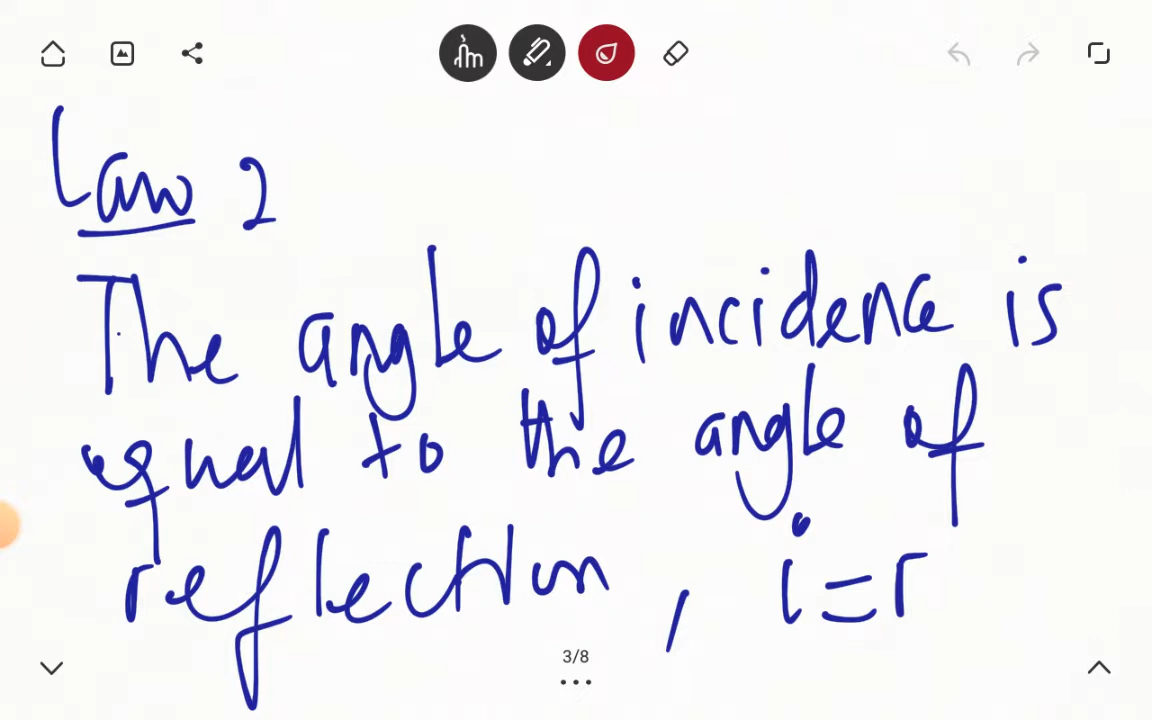 Law 2
The angle of incidence is
equal to the angle of
reflection, i=r
3/8